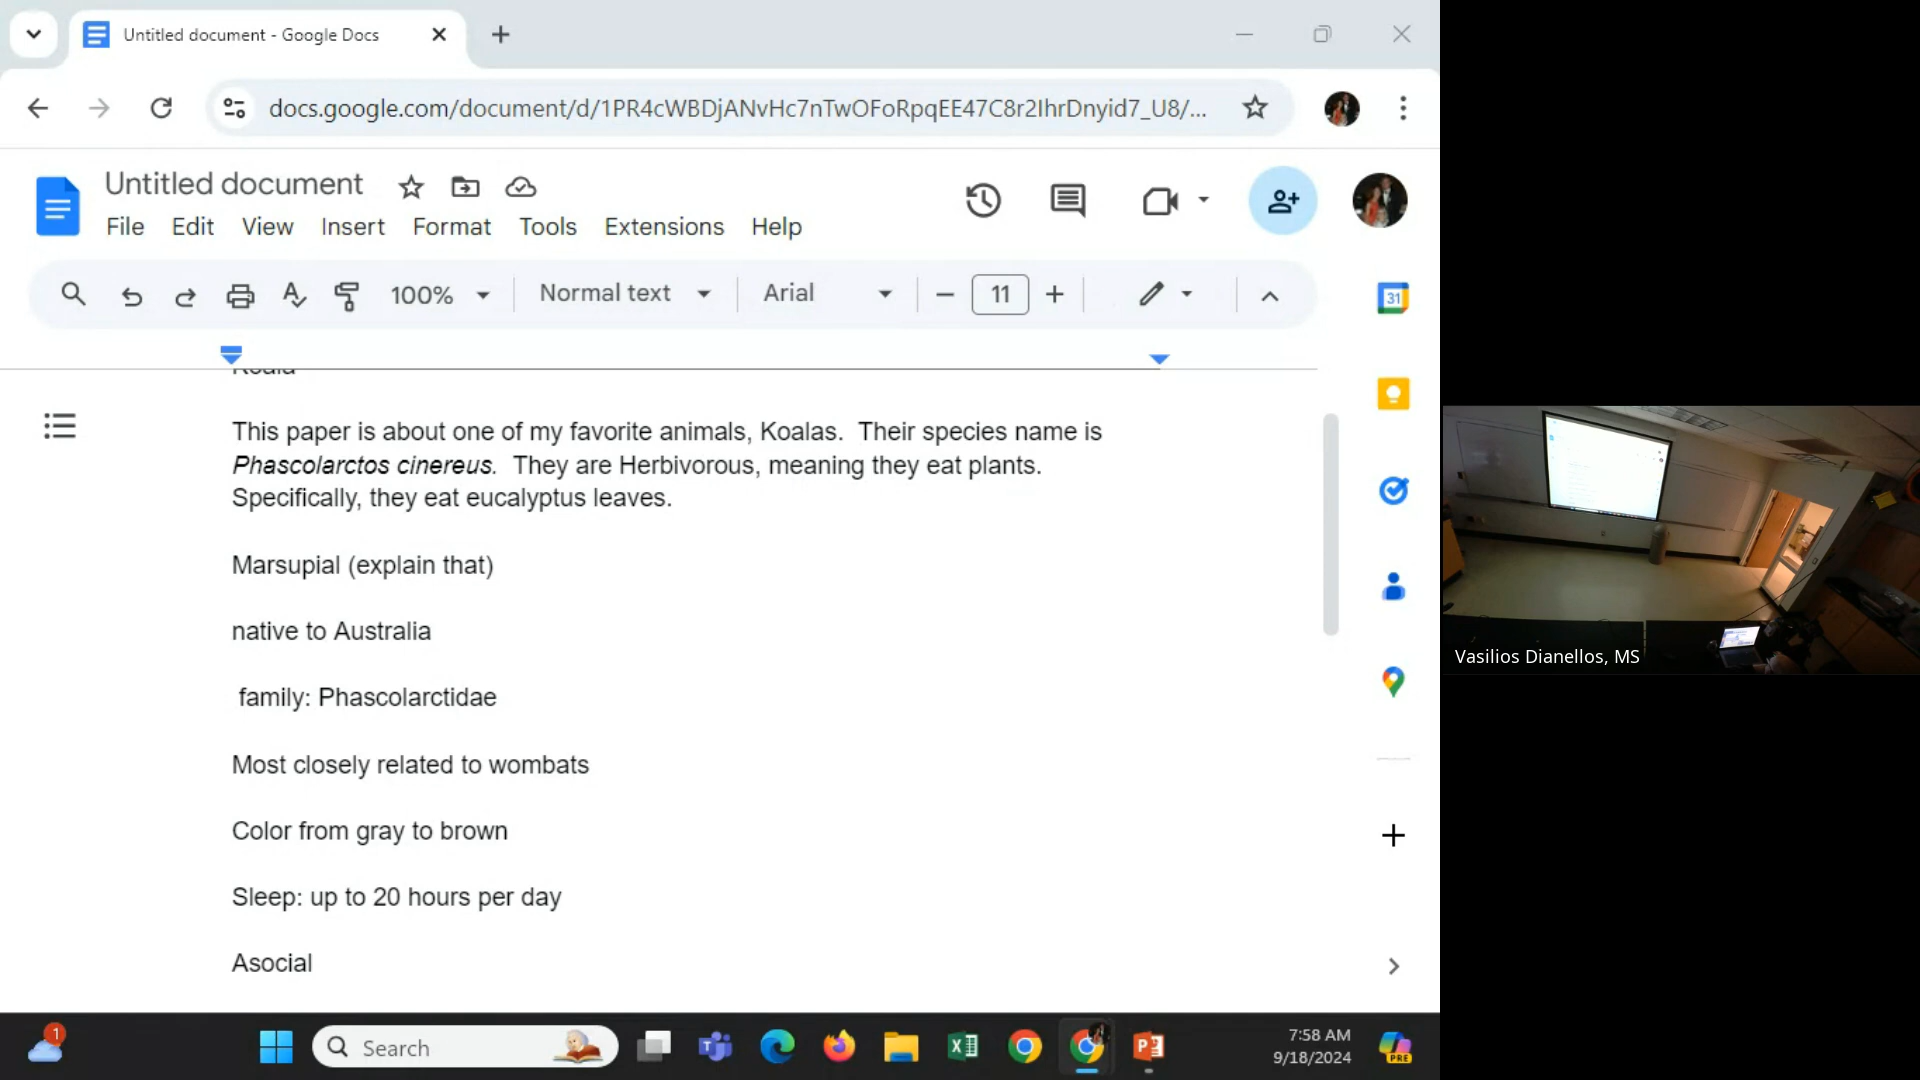 Untitled document - Google Docs
docs.google.com/document/d/1PR4cWBDjANvHc7nTwOFoRpqEE47C8r2IhrDnyid7_U8/...
Untitled document
File Edit View Insert Format Tools Extensions Help
100% Normal text Arial 11
31
Koala
This paper is about one of my favorite animals, Koalas.  Their species name is
Phascolarctos cinereus.  They are Herbivorous, meaning they eat plants.
Specifically, they eat eucalyptus leaves.
Marsupial (explain that)
native to Australia
family: Phascolarctidae
Most closely related to wombats
Color from gray to brown
Sleep: up to 20 hours per day
Asocial
Vasilios Dianellos, MS
1
Search
7:58 AM
9/18/2024
PRE